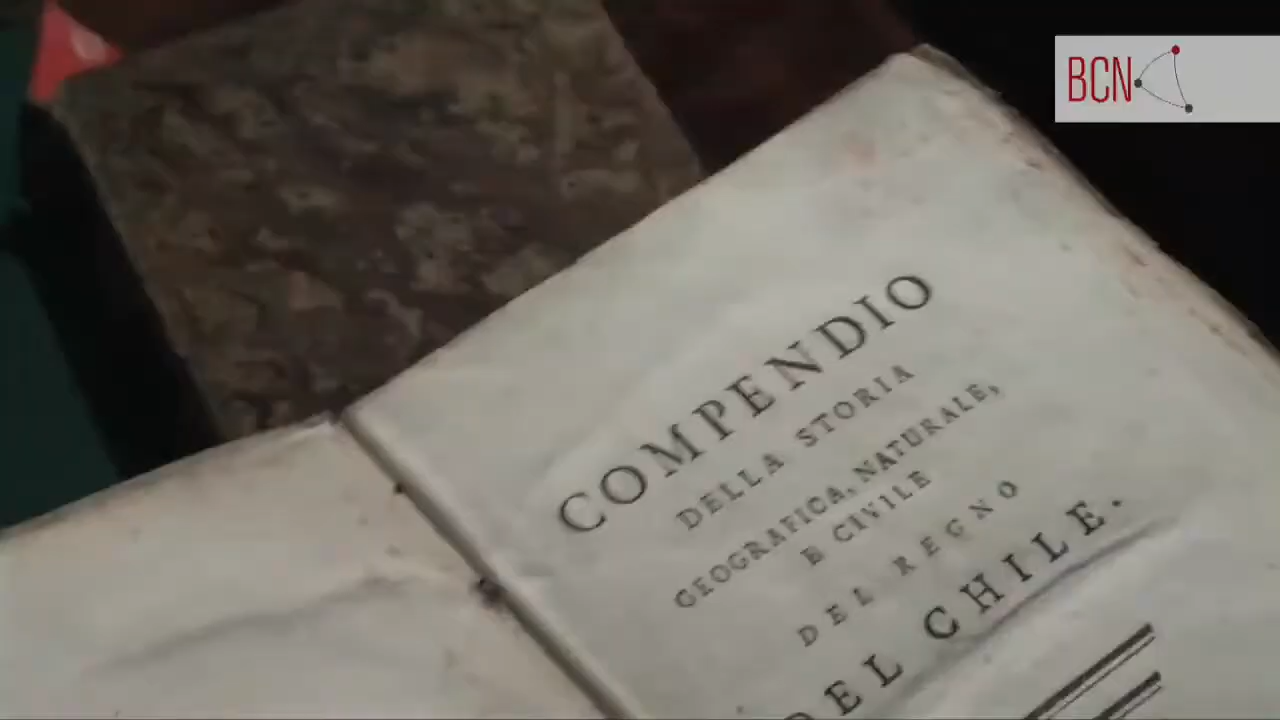 BCN
COMPENDIO
DELLA STORIA
GEOGRAFICA, NATURALE,
E CIVILE
DEL REGNO
DEL CHILE.